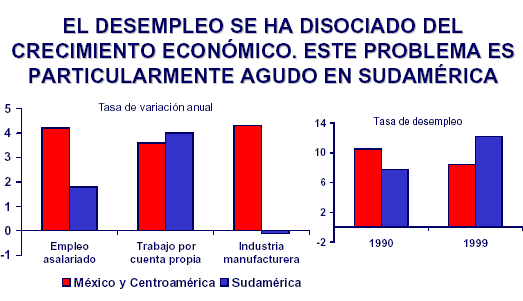 EL DESEMPLEO SE HA DISOCIADO DEL
CRECIMIENTO ECONÓMICO. ESTE PROBLEMA ES
PARTICULARMENTE AGUDO EN SUDAMÉRICA
Tasa de variación anual
5
4
3
2
1
0
-1
Empleo
asalariado
Trabajo por
cuenta propia
Industria
manufacturera
Tasa de desempleo
14
10
6
2
-2
1990
1999
México y Centroamérica
Sudamérica